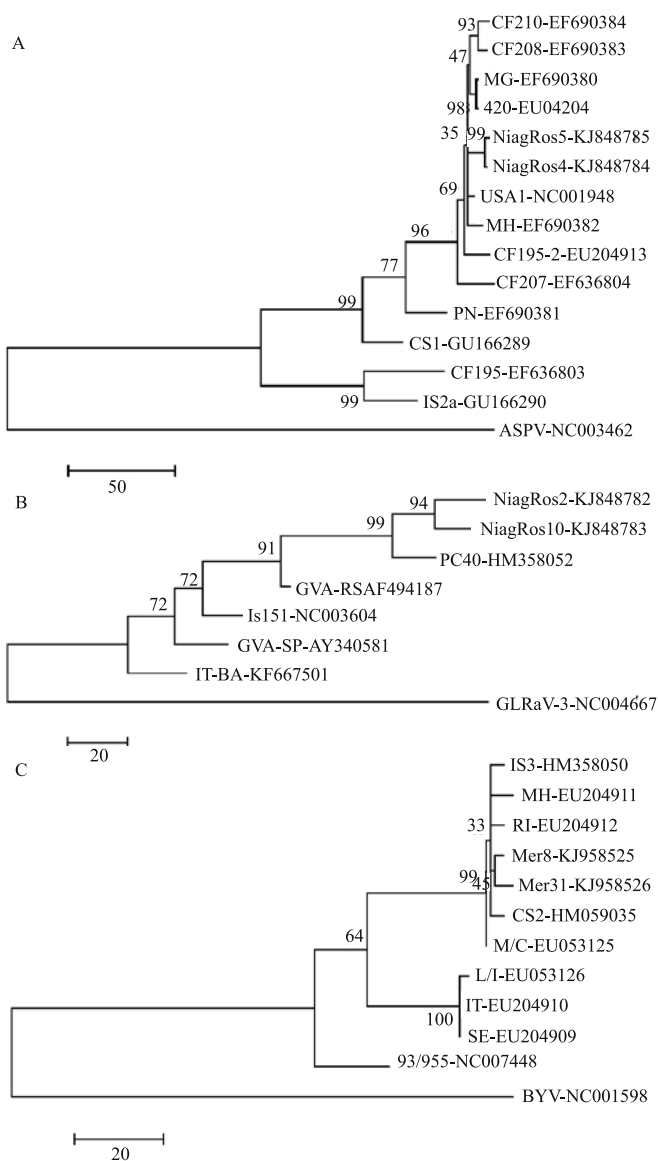 A
93
CF210-EF690384
CF208-EF690383
47
MG-EF690380
98
420-EU04204
35
99
NiagRos5-KJ848785
NiagRos4-KJ848784
69
USA1-NC001948
MH-EF690382
96
CF195-2-EU204913
77
CF207-EF636804
99
PN-EF690381
CS1-GU166289
CF195-EF636803
99
IS2a-GU166290
ASPV-NC003462
50
B
94
NiagRos2-KJ848782
99
NiagRos10-KJ848783
91
PC40-HM358052
72
GVA-RSAF494187
72
Is151-NC003604
GVA-SP-AY340581
IT-BA-KF667501
GLRaV-3-NC004667
20
C
IS3-HM358050
MH-EU204911
33
RI-EU204912
Mer8-KJ958525
99
45
Mer31-KJ958526
CS2-HM059035
64
M/C-EU053125
L/I-EU053126
IT-EU204910
100
SE-EU204909
93/955-NC007448
BYV-NC001598
20